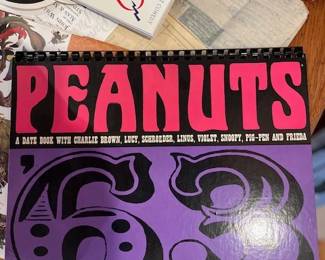 PEANUTS
A DATE BOOK WITH CHARLIE BROWN, LUCY, SCHROEDER, LINUS, VIOLET, SNOOPY, PIG-PEN AND FRIEDA
'63